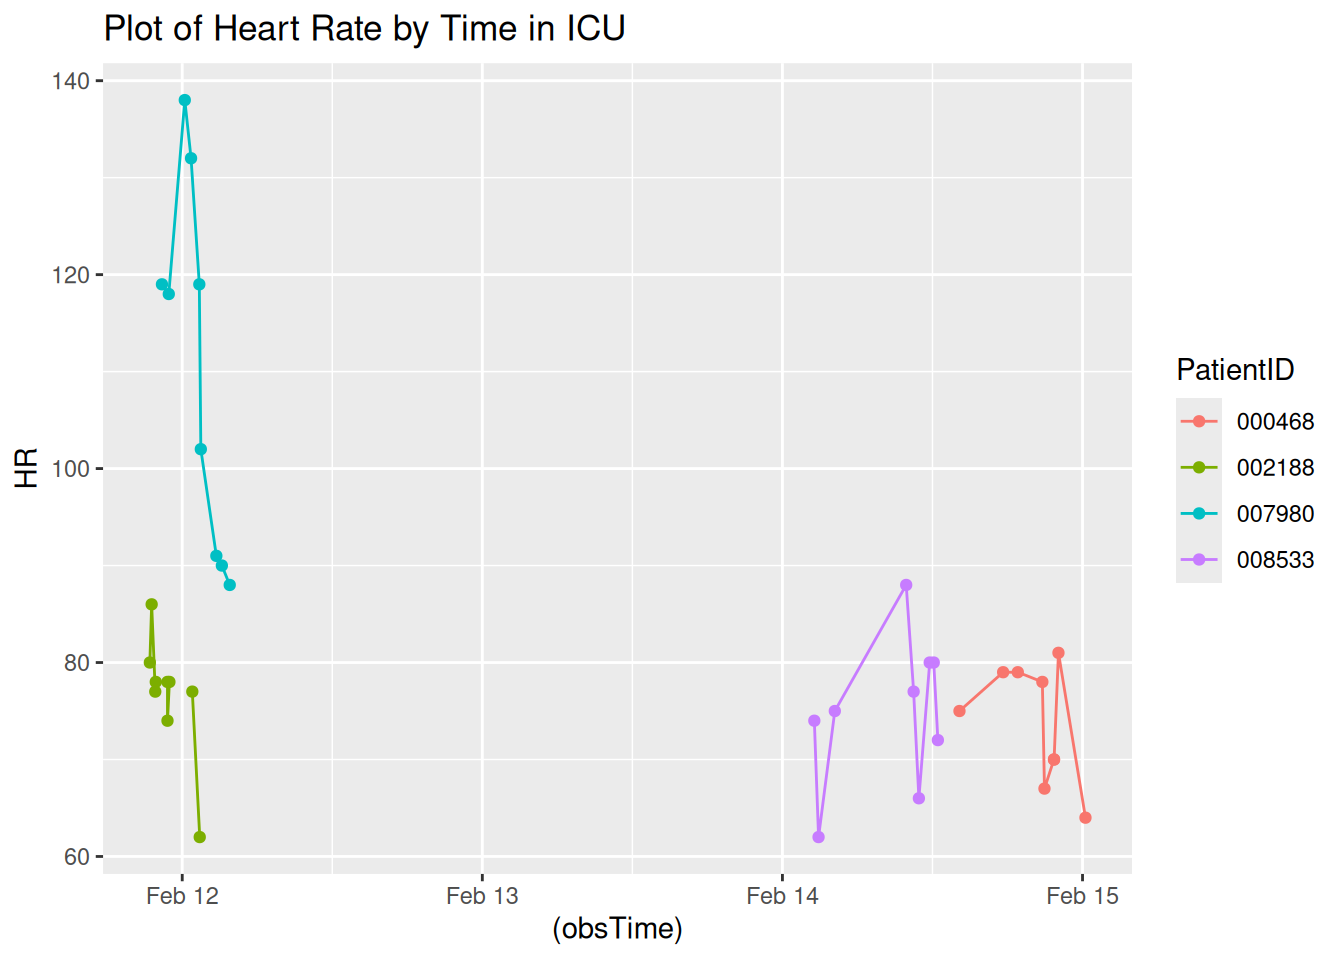 Plot of Heart Rate by Time in ICU
140
120
100
80
60
HR
Feb 12
Feb 13
Feb 14
Feb 15
(obsTime)
PatientID
000468
002188
007980
008533